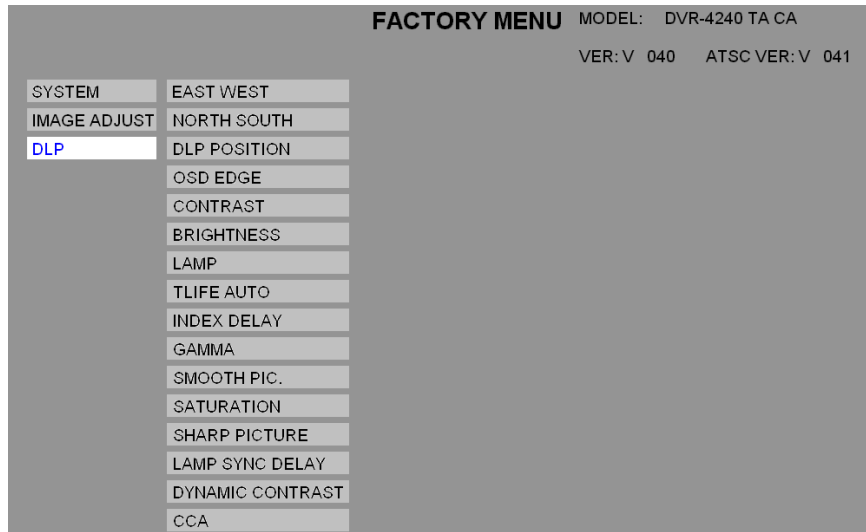 FACTORY MENU MODEL: DVR-4240 TA CA
VER: V 040 ATSC VER: V 041
SYSTEM EAST WEST
IMAGE ADJUST NORTH SOUTH
DLP DLP POSITION
OSD EDGE
CONTRAST
BRIGHTNESS
LAMP
TLIFE AUTO
INDEX DELAY
GAMMA
SMOOTH PIC.
SATURATION
SHARP PICTURE
LAMP SYNC DELAY
DYNAMIC CONTRAST
CCA